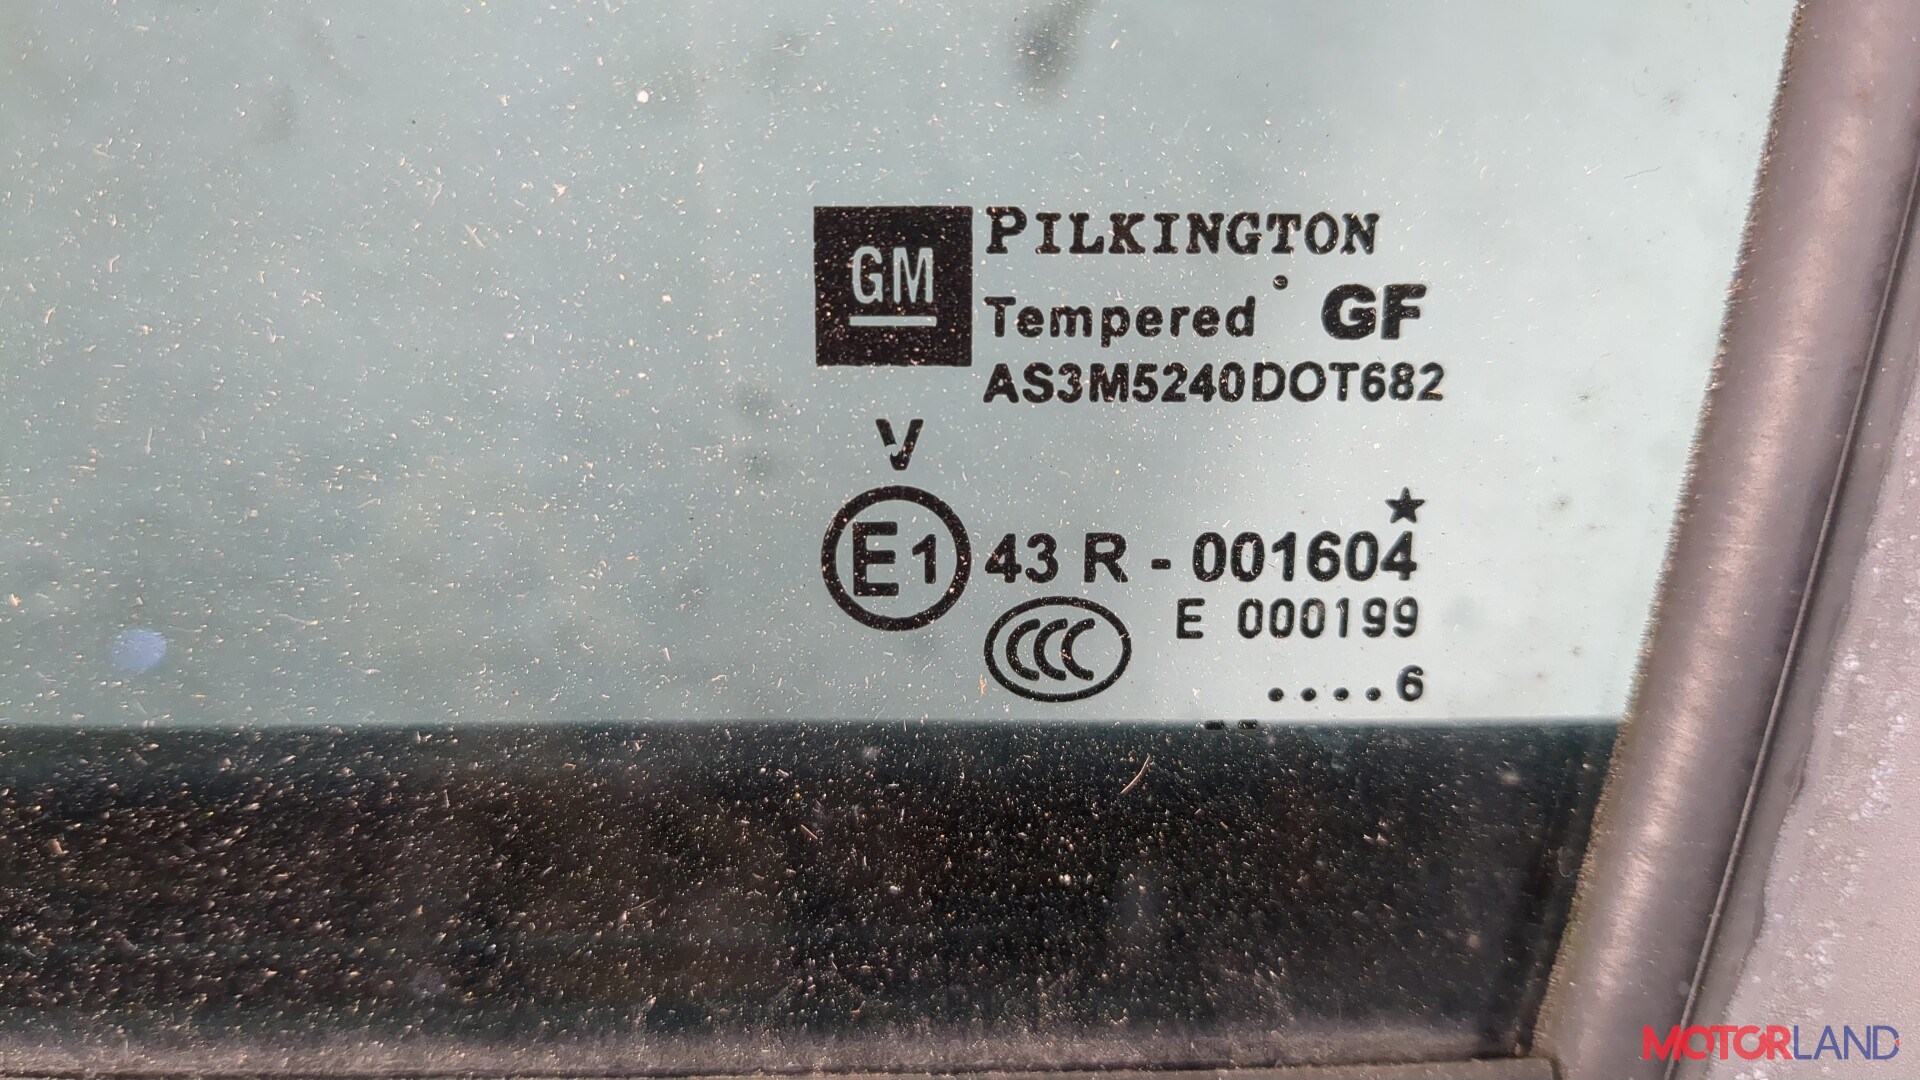 GM
PILKINGTON
Tempered GF
AS3M5240DOT682
V
E1 43 R - 001604
CCC E 000199
....6
MOTORLAND